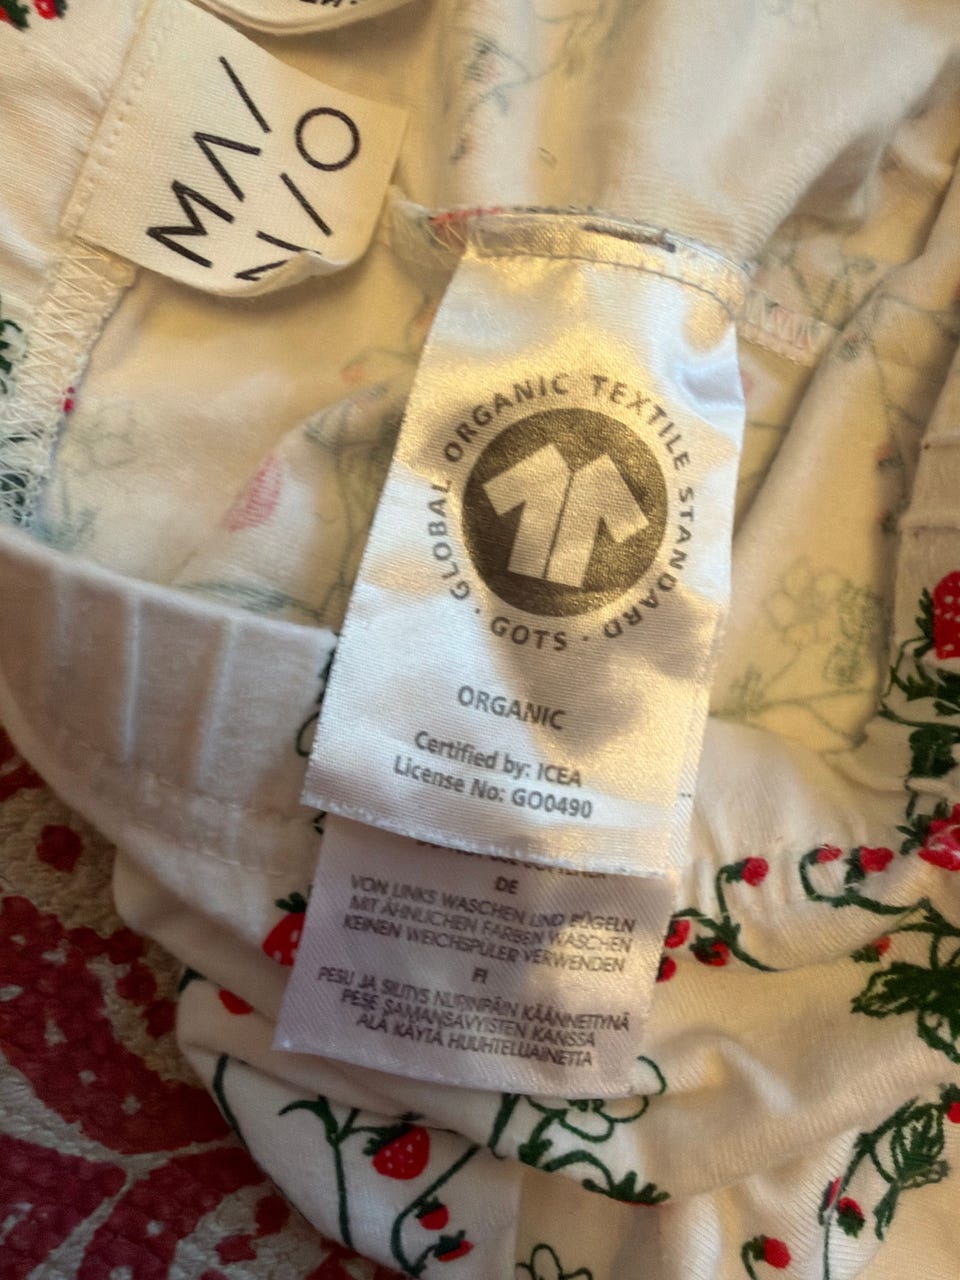 MAI
NIO
GLOBAL ORGANIC TEXTILE STANDARD · GOTS ·
ORGANIC
Certified by: ICEA
License No: GO0490
DE
VON LINKS WASCHEN UND BÜGELN
MIT ÄHNLICHEN FARBEN WASCHEN
KEINEN WEICHSPÜLER VERWENDEN
FI
PESU JA SILITYS NURINPÄIN KÄÄNNETTYNÄ
PESE SAMANSÄVYISTEN KANSSA
ÄLÄ KÄYTÄ HUUHTELUAINETTA